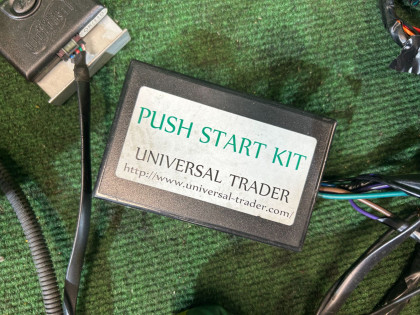 PUSH START KIT
UNIVERSAL TRADER
http://www.universal-trader.com/